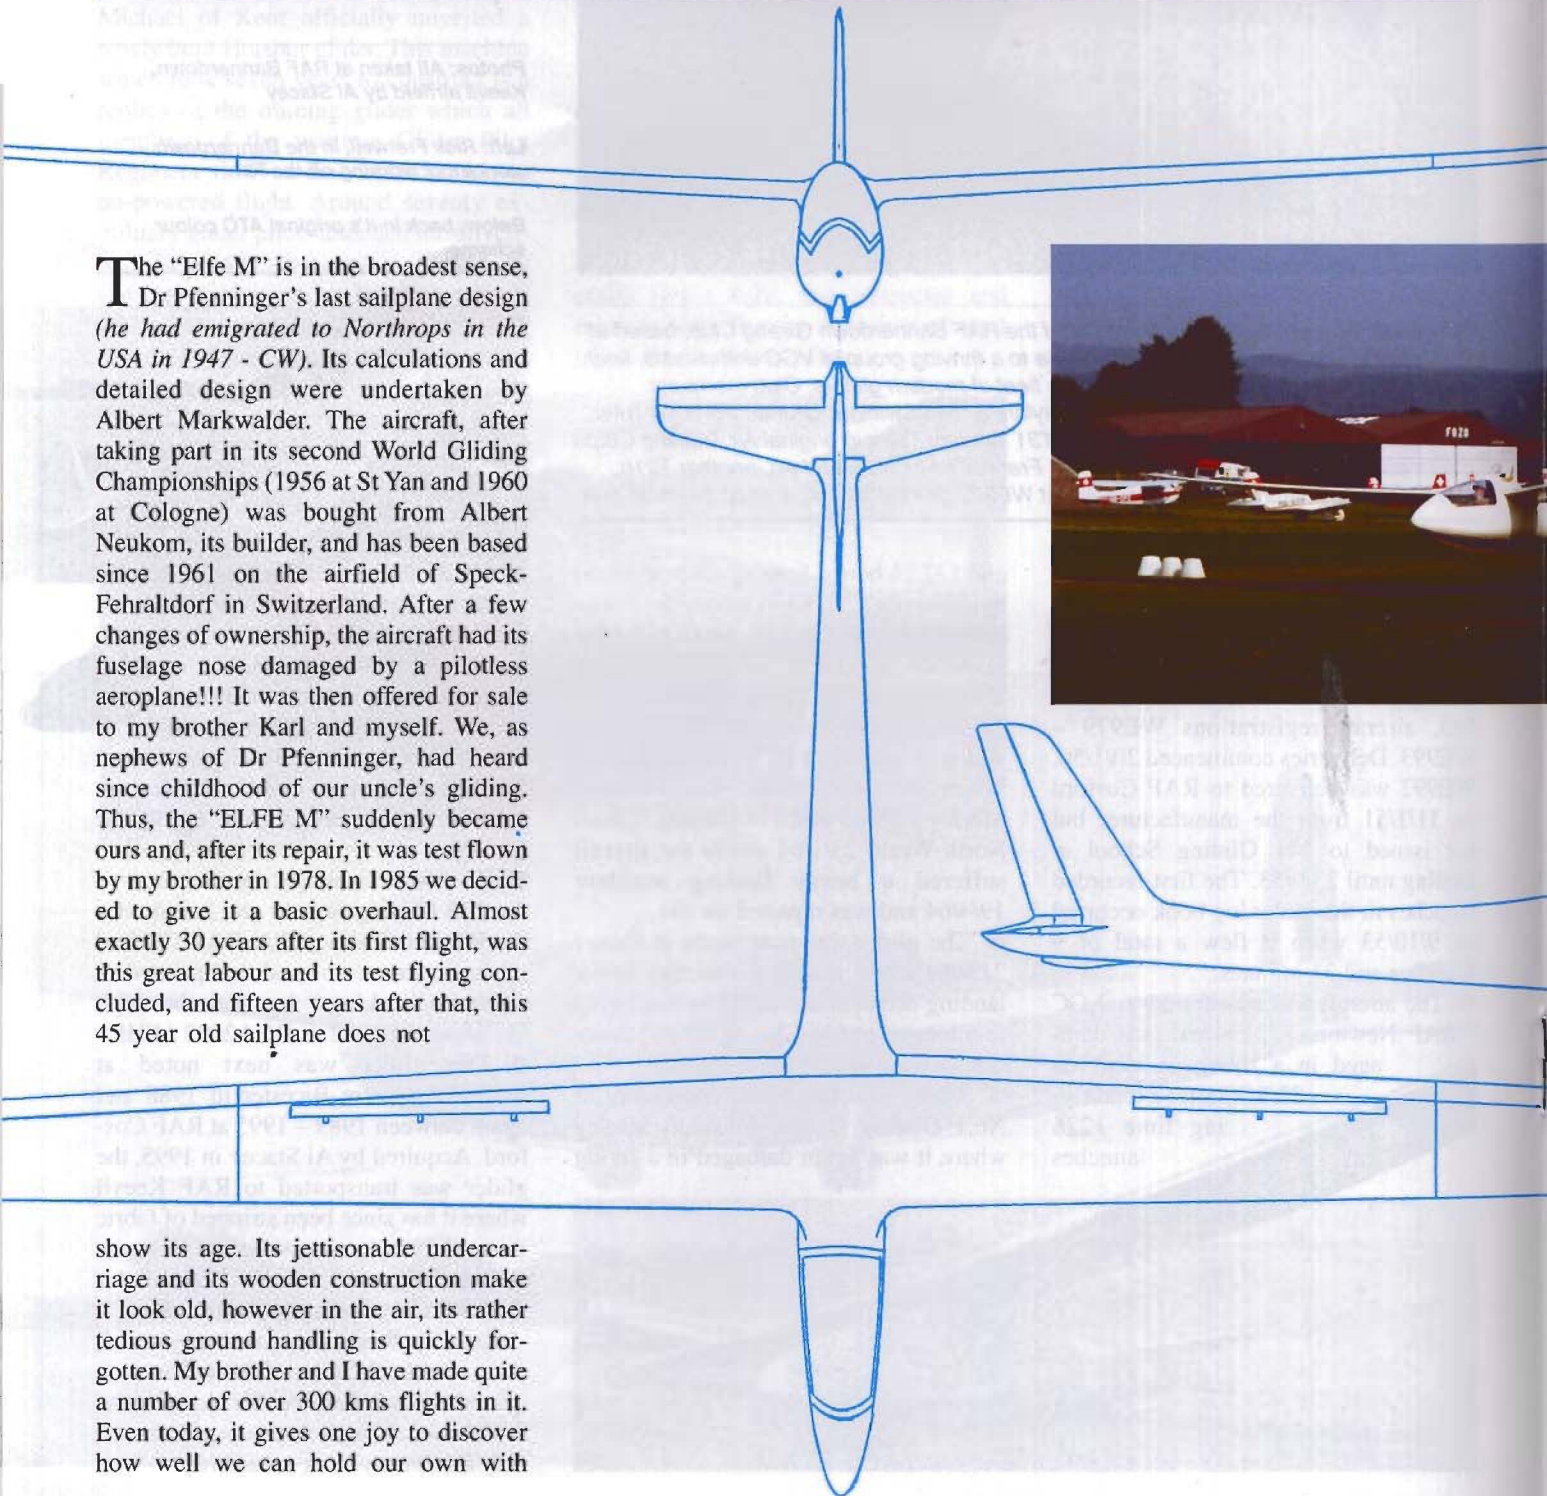 The “Elfe M” is in the broadest sense,
Dr Pfenninger's last sailplane design
(he had emigrated to Northrops in the
USA in 1947 - CW). Its calculations and
detailed design were undertaken by
Albert Markwalder. The aircraft, after
taking part in its second World Gliding
Championships (1956 at St Yan and 1960
at Cologne) was bought from Albert
Neukom, its builder, and has been based
since 1961 on the airfield of Speck-
Fehraltdorf in Switzerland. After a few
changes of ownership, the aircraft had its
fuselage nose damaged by a pilotless
aeroplane!!! It was then offered for sale
to my brother Karl and myself. We, as
nephews of Dr Pfenninger, had heard
since childhood of our uncle's gliding.
Thus, the “ELFE M” suddenly became
ours and, after its repair, it was test flown
by my brother in 1978. In 1985 we decid-
ed to give it a basic overhaul. Almost
exactly 30 years after its first flight, was
this great labour and its test flying con-
cluded, and fifteen years after that, this
45 year old sailplane does not
show its age. Its jettisonable undercar-
riage and its wooden construction make
it look old, however in the air, its rather
tedious ground handling is quickly for-
gotten. My brother and I have made quite
a number of over 300 kms flights in it.
Even today, it gives one joy to discover
how well we can hold our own with
FOZO